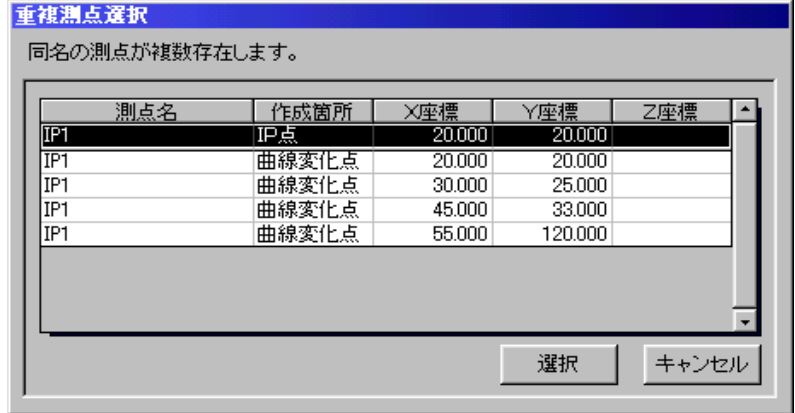 重複測点選択
同名の測点が複数存在します。
測点名 作成箇所 X座標 Y座標 Z座標
IP1 IP点 20.000 20.000
IP1 曲線変化点 20.000 20.000
IP1 曲線変化点 30.000 25.000
IP1 曲線変化点 45.000 33.000
IP1 曲線変化点 55.000 120.000
選択 キャンセル